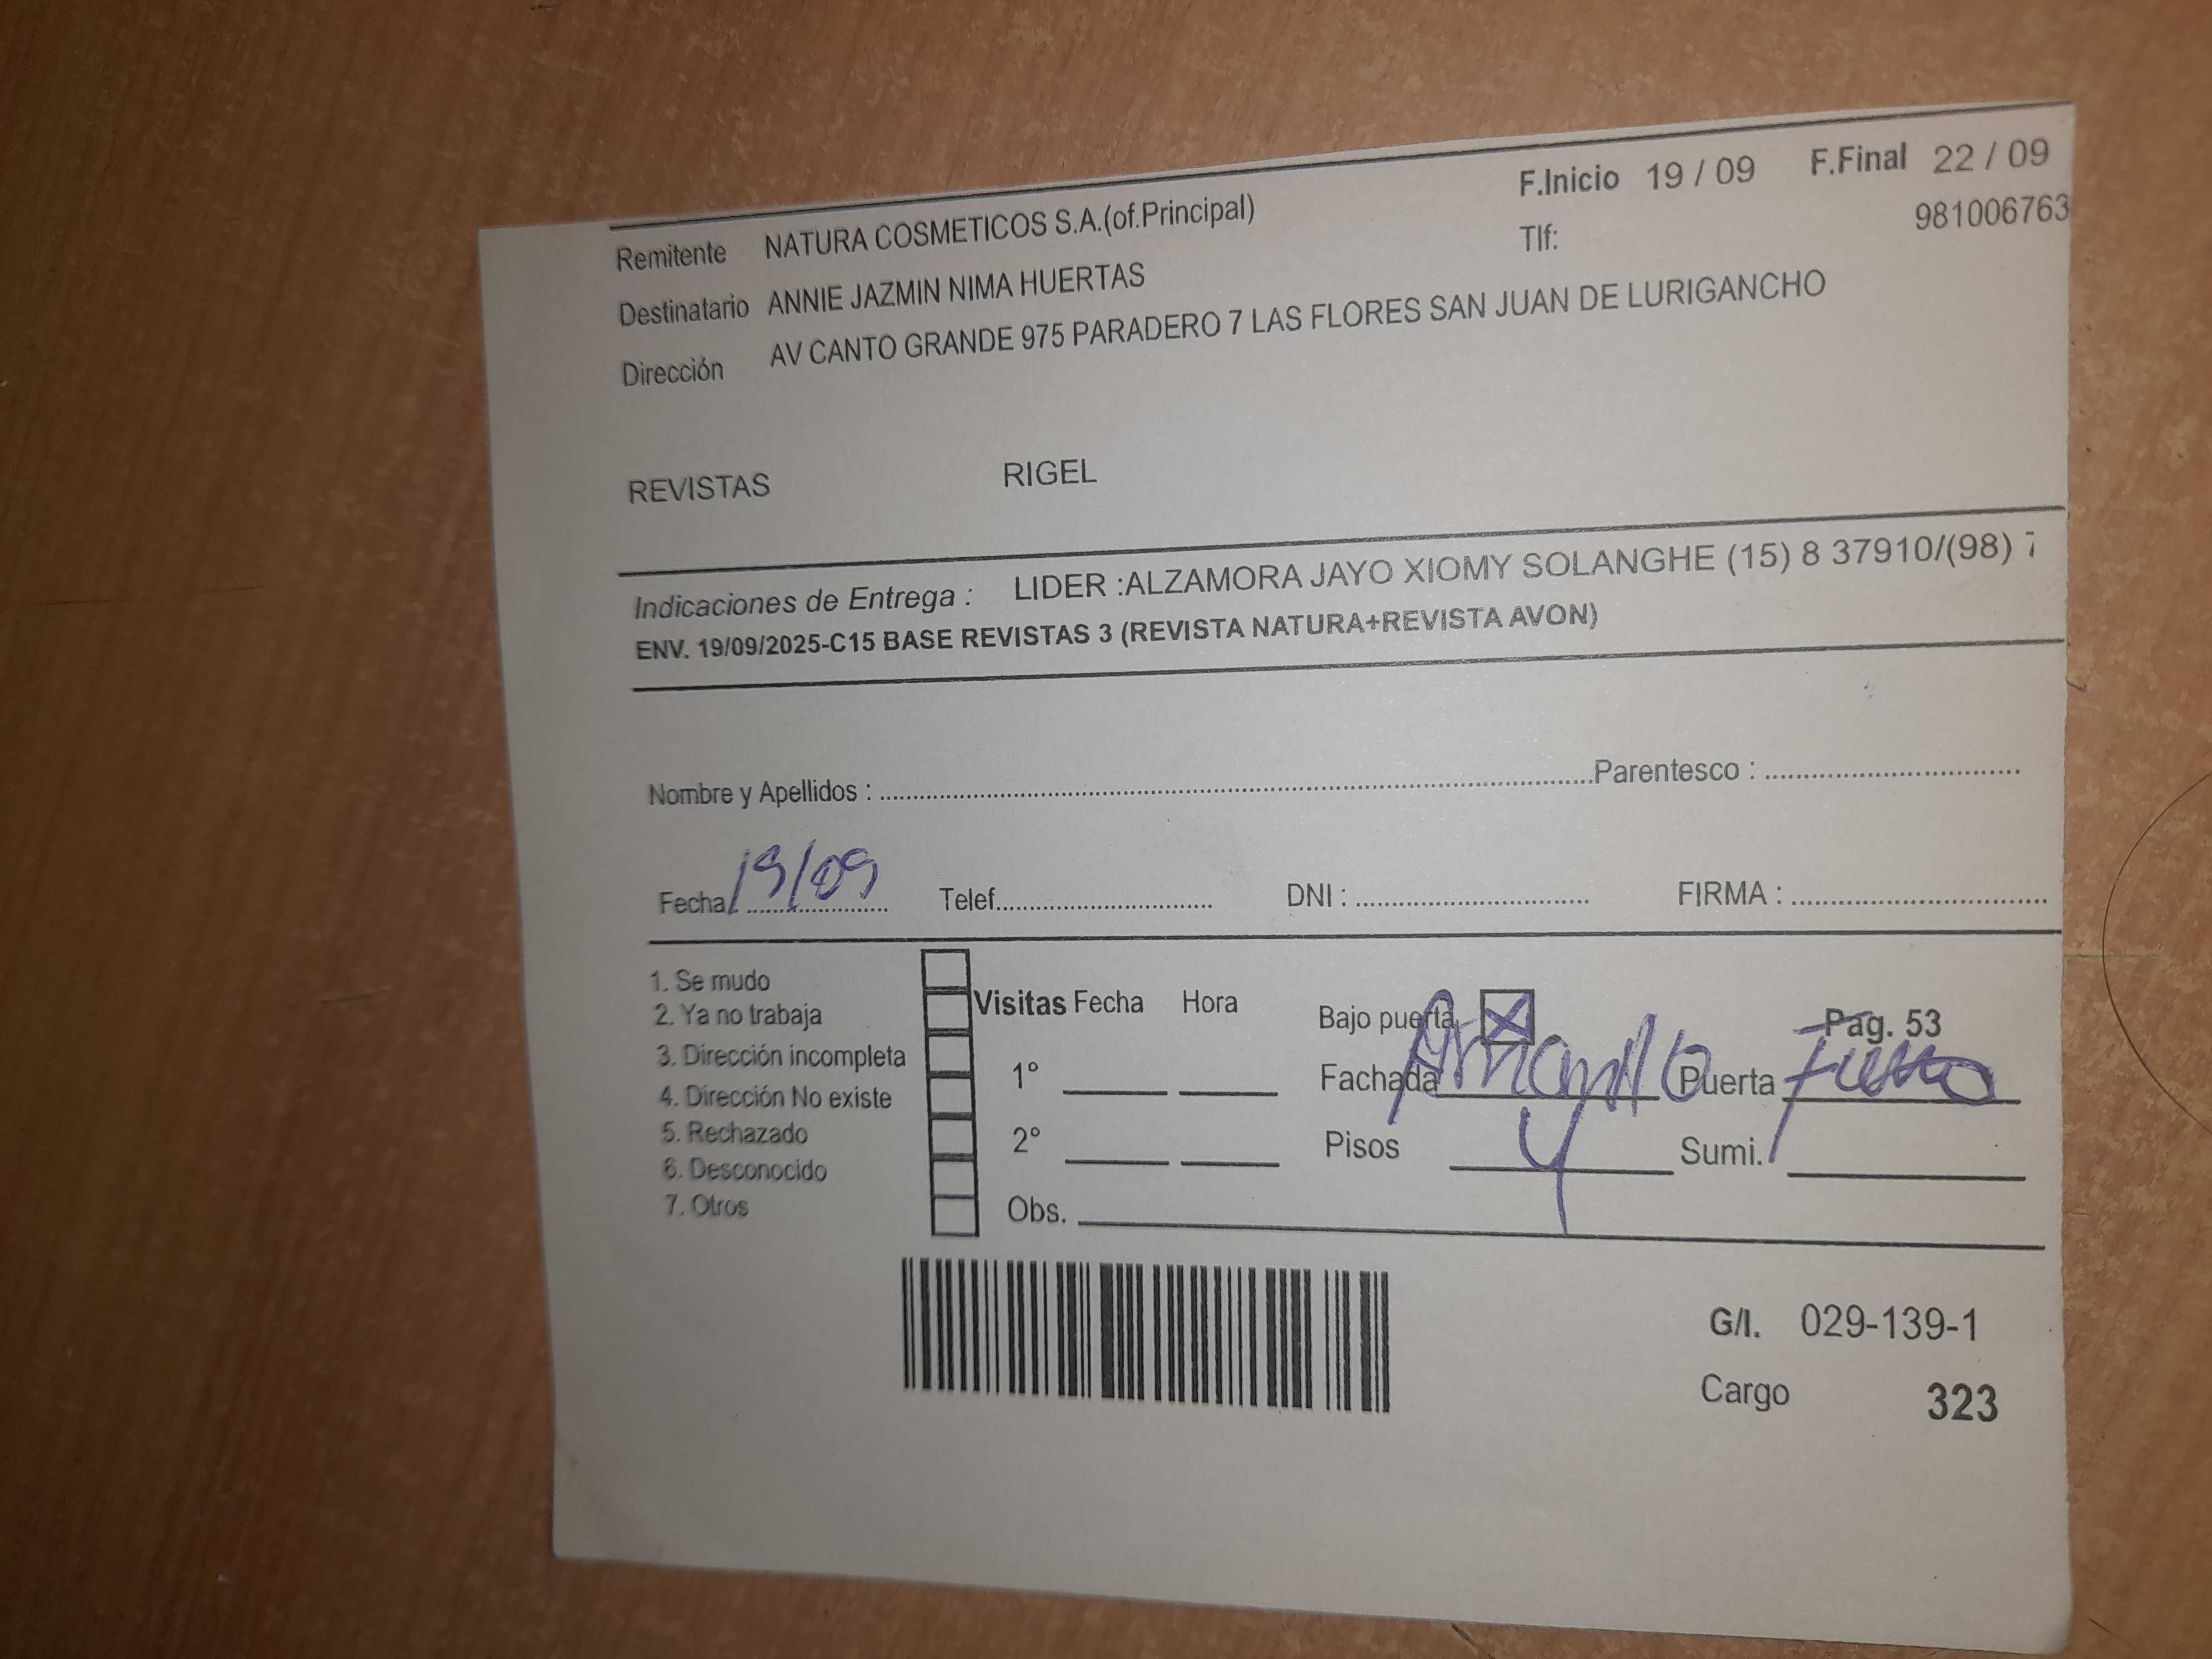 F.Inicio 19 / 09 F.Final 22 / 09
Remitente NATURA COSMETICOS S.A.(of.Principal) Tlf: 981006763
Destinatario ANNIE JAZMIN NIMA HUERTAS
Dirección AV CANTO GRANDE 975 PARADERO 7 LAS FLORES SAN JUAN DE LURIGANCHO
REVISTAS RIGEL
Indicaciones de Entrega : LIDER :ALZAMORA JAYO XIOMY SOLANGHE (15) 8 37910/(98) 7
ENV. 19/09/2025-C15 BASE REVISTAS 3 (REVISTA NATURA+REVISTA AVON)
Nombre y Apellidos : Parentesco :
Fecha: 19/09 Telef. DNI : FIRMA :
1. Se mudo
2. Ya no trabaja
3. Dirección incompleta
4. Dirección No existe
5. Rechazado
6. Desconocido
7. Otros
Visitas Fecha Hora
1°
2°
Obs.
Bajo puerta X Pag. 53
Fachada Amarillo Puerta Fierro
Pisos Sumi.
G/I. 029-139-1
Cargo 323